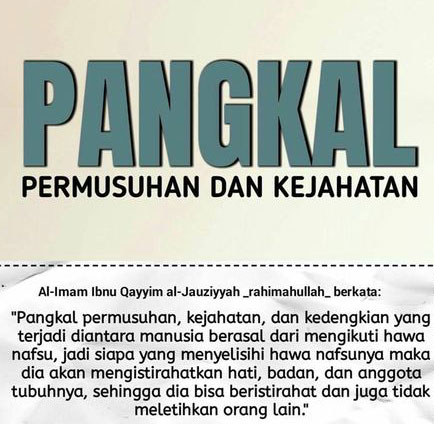 PANGKAL
PERMUSUHAN DAN KEJAHATAN
Al-Imam Ibnu Qayyim al-Jauziyyah _rahimahullah_ berkata:
"Pangkal permusuhan, kejahatan, dan kedengkian yang
terjadi diantara manusia berasal dari mengikuti hawa
nafsu, jadi siapa yang menyelisihi hawa nafsunya maka
dia akan mengistirahatkan hati, badan, dan anggota
tubuhnya, sehingga dia bisa beristirahat dan juga tidak
meletihkan orang lain."